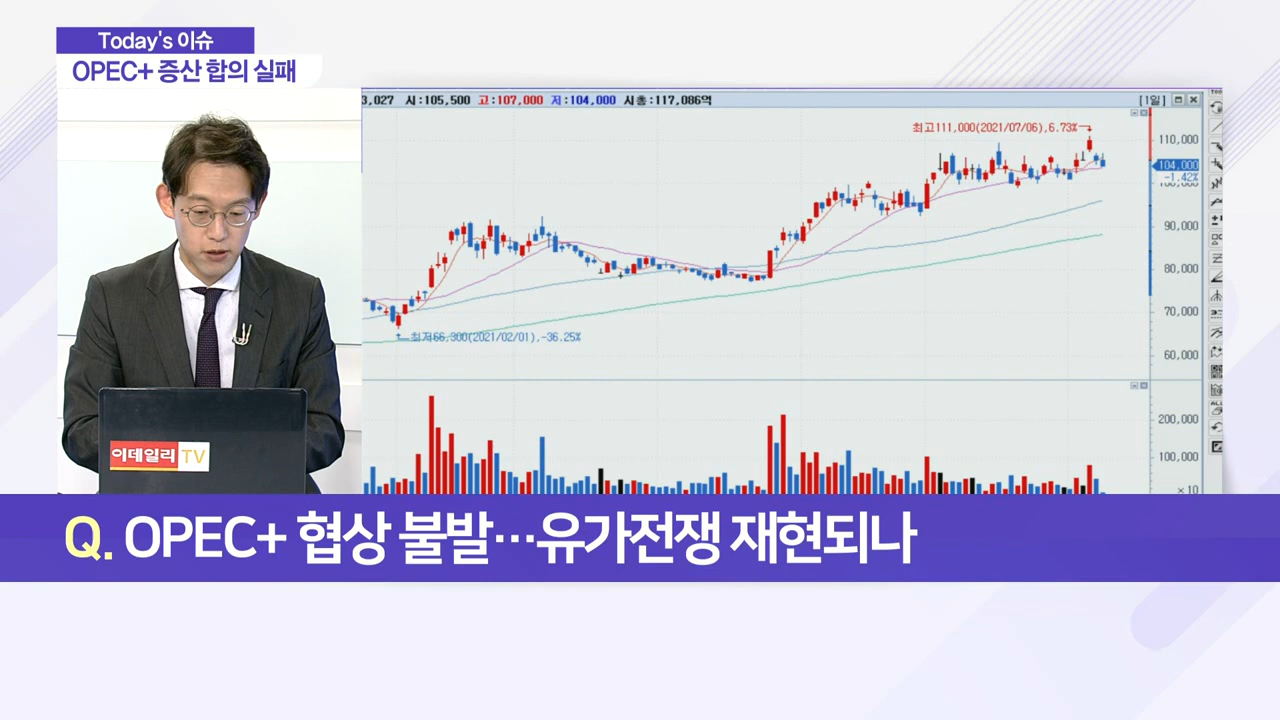 Today's 이슈
OPEC+ 증산 합의 실패
3,027 시:105,500 고:107,000 저:104,000 시총:117,086억 [1일]
최고111,000(2021/07/06),6.73%
110,000
104,000
-1.42%
100,000
90,000
80,000
70,000
최저66,300(2021/02/01),-36.25%
60,000
200,000
100,000
×10
이데일리TV
Q. OPEC+ 협상 불발…유가전쟁 재현되나